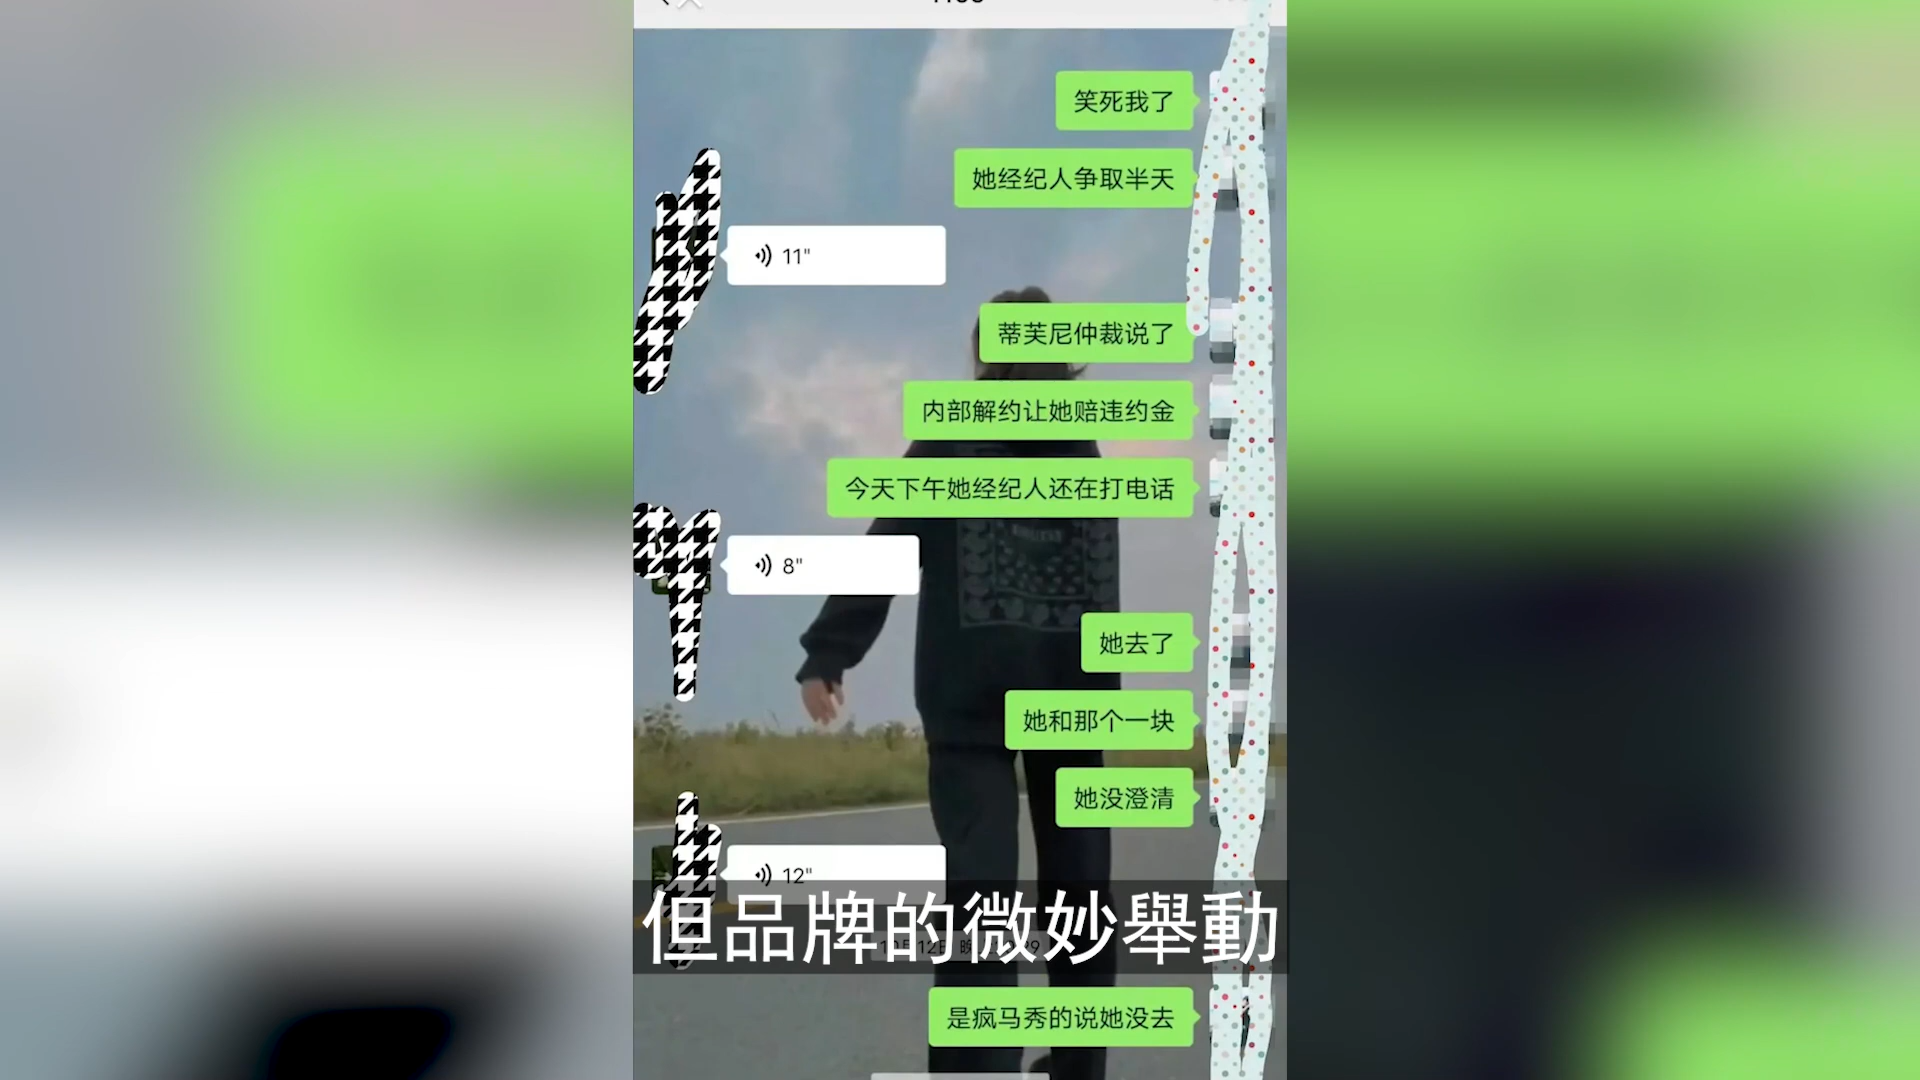 笑死我了
她经纪人争取半天
11"
蒂芙尼仲裁说了
内部解约让她赔违约金
今天下午她经纪人还在打电话
8"
她去了
她和那个一块
她没澄清
12"
但品牌的微妙舉動
是疯马秀的说她没去